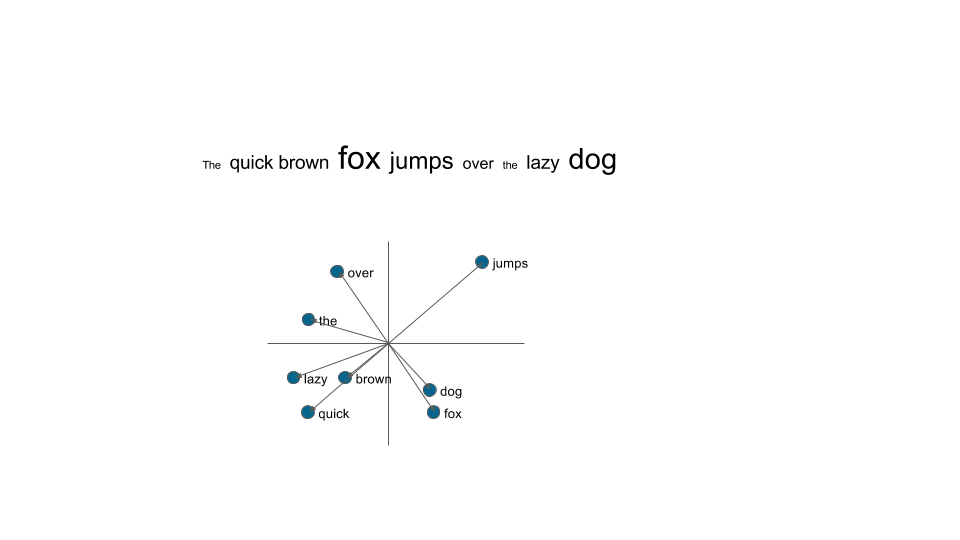 The quick brown fox jumps over the lazy dog
over
jumps
the
lazy
brown
dog
quick
fox